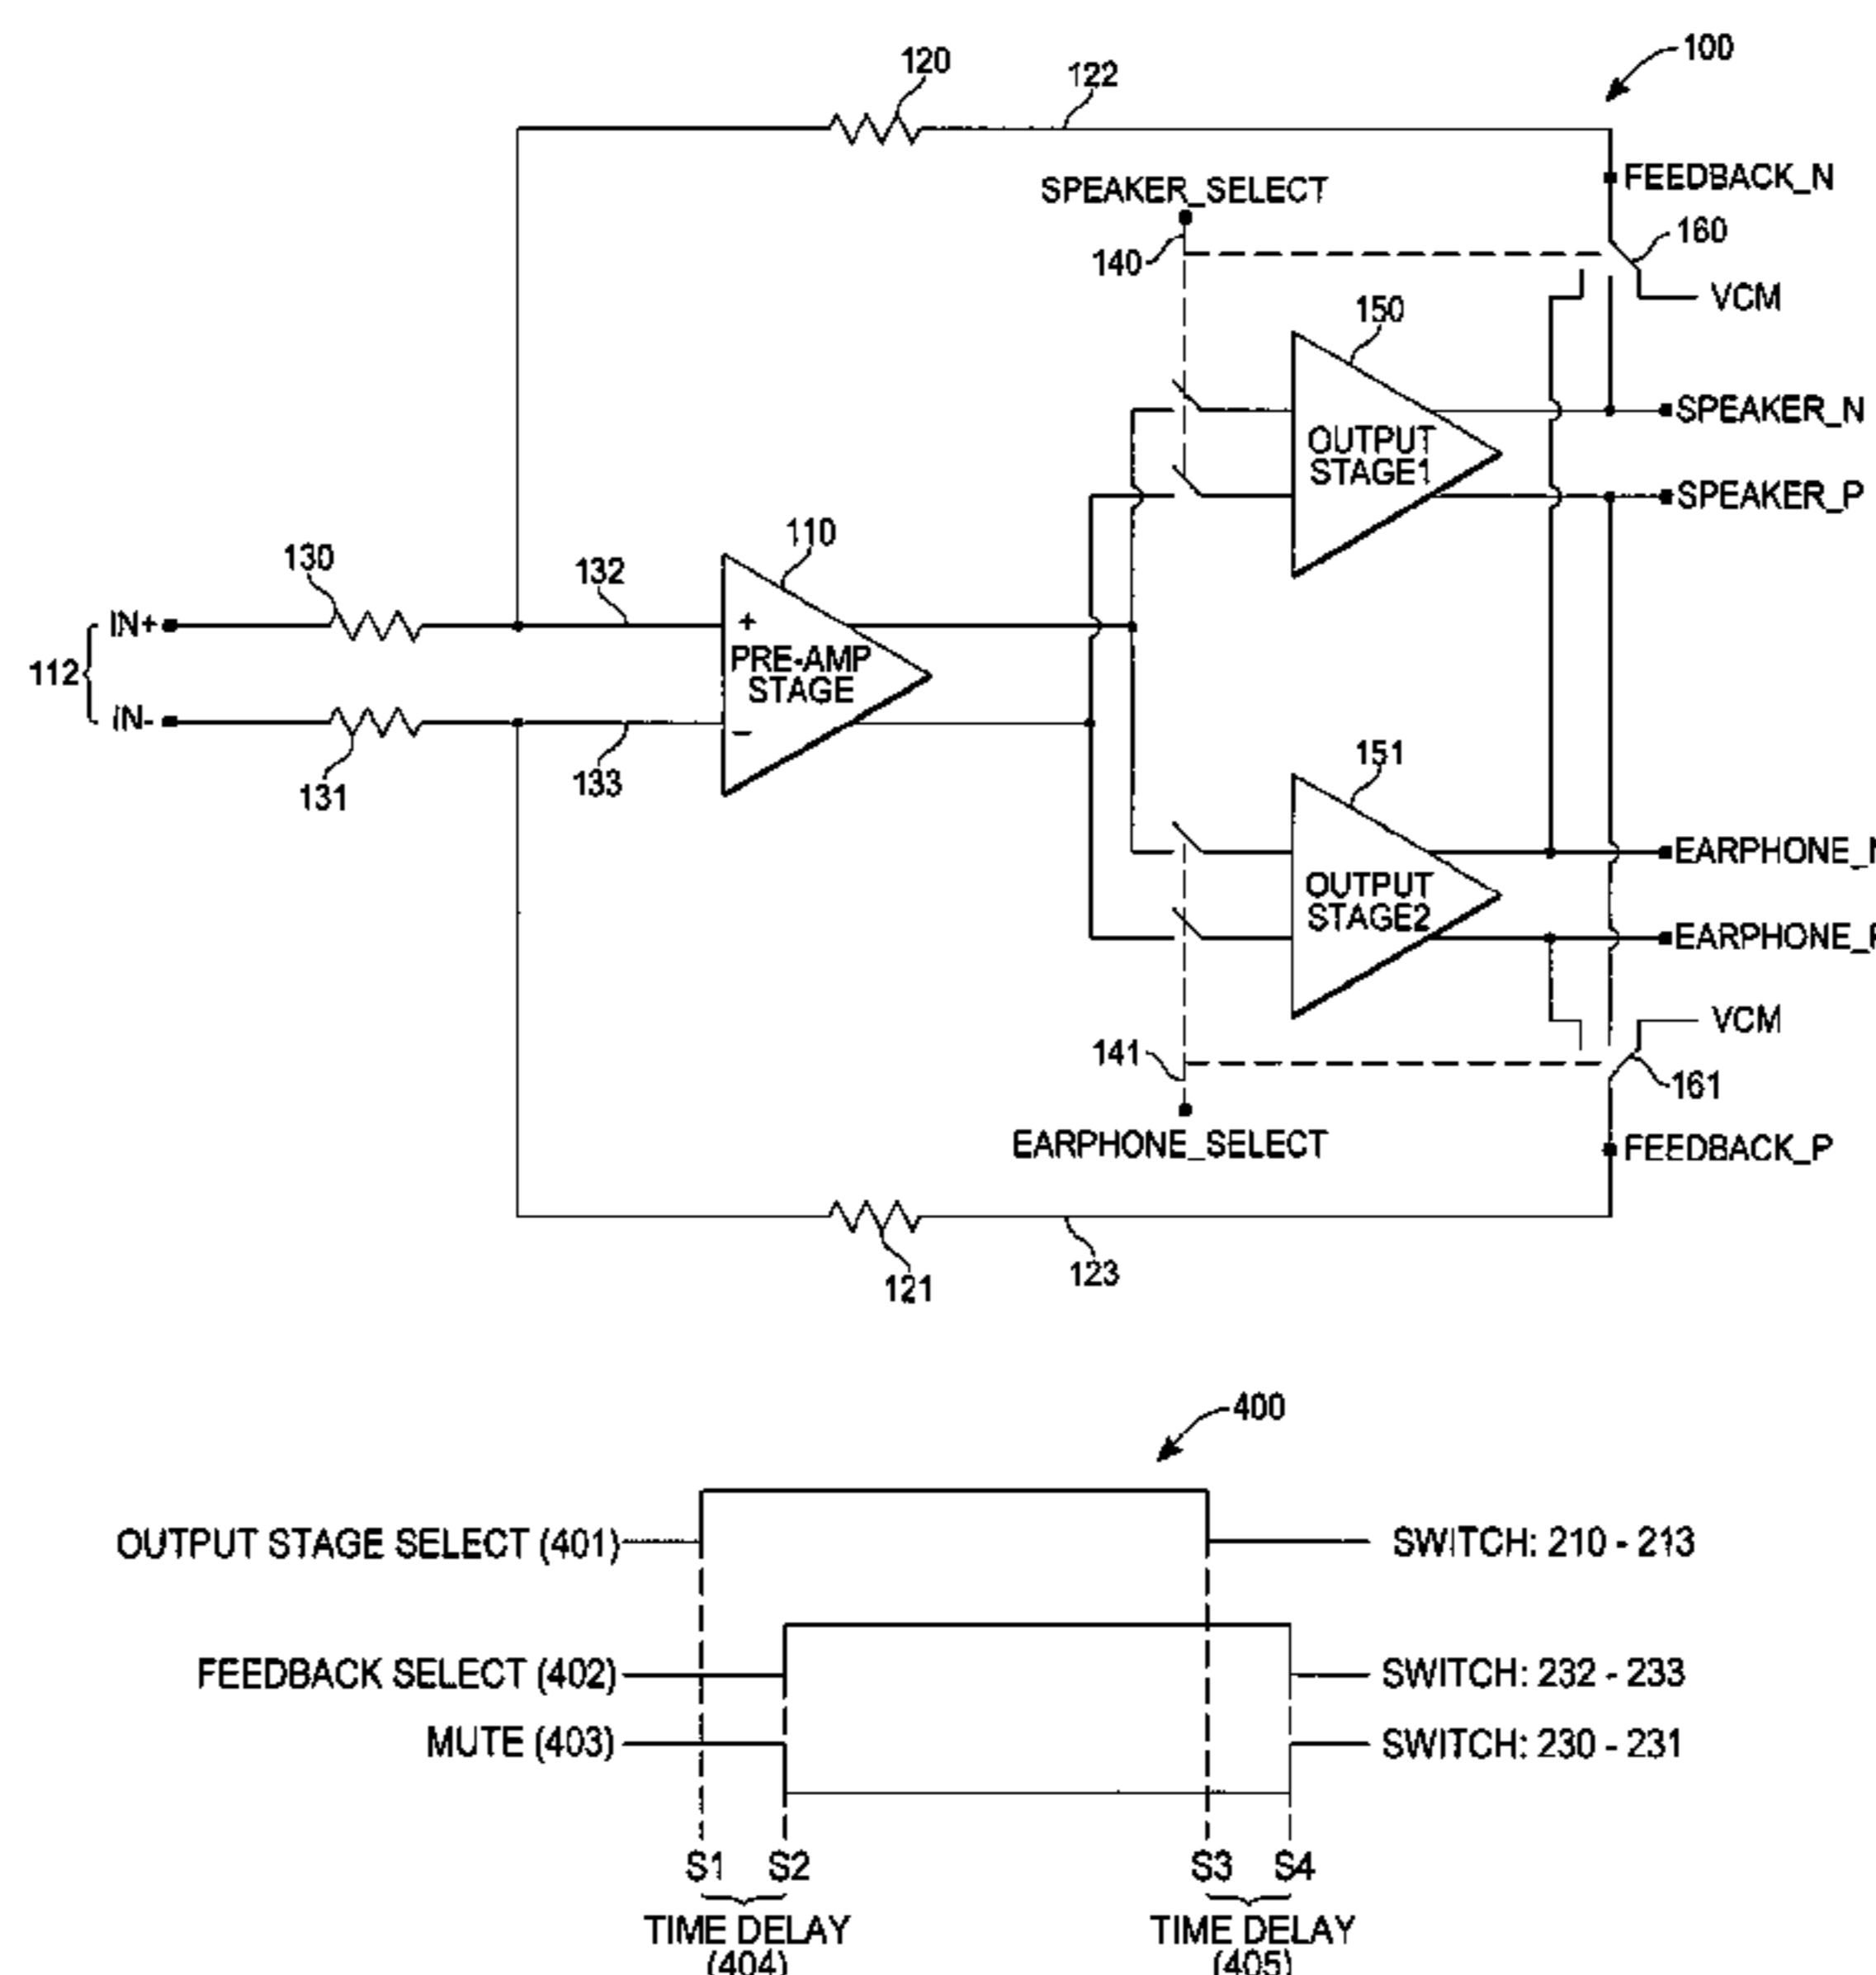 100
120
122
FEEDBACK_N
SPEAKER_SELECT
160
140
VCM
150
SPEAKER_N
OUTPUT
STAGE1
SPEAKER_P
110
130
132
IN+
+
PRE-AMP
STAGE
112
IN-
-
131
133
151
EARPHONE_N
OUTPUT
STAGE2
EARPHONE_P
VCM
141
161
EARPHONE_SELECT
FEEDBACK_P
121
123
400
OUTPUT STAGE SELECT (401)
SWITCH: 210 - 213
FEEDBACK SELECT (402)
SWITCH: 232 - 233
MUTE (403)
SWITCH: 230 - 231
S1 S2 S3 S4
TIME DELAY
(404)
TIME DELAY
(405)